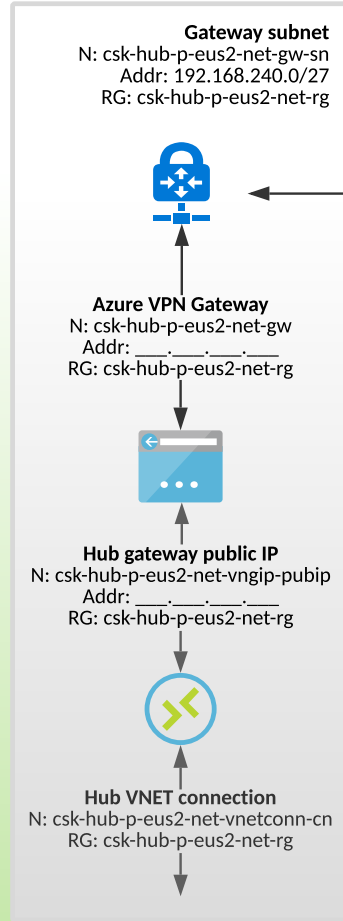 Gateway subnet
N: csk-hub-p-eus2-net-gw-sn
Addr: 192.168.240.0/27
RG: csk-hub-p-eus2-net-rg
Azure VPN Gateway
N: csk-hub-p-eus2-net-gw
Addr: ___.___.___.___
RG: csk-hub-p-eus2-net-rg
Hub gateway public IP
N: csk-hub-p-eus2-net-vngip-pubip
Addr: ___.___.___.___
RG: csk-hub-p-eus2-net-rg
Hub VNET connection
N: csk-hub-p-eus2-net-vnetconn-cn
RG: csk-hub-p-eus2-net-rg